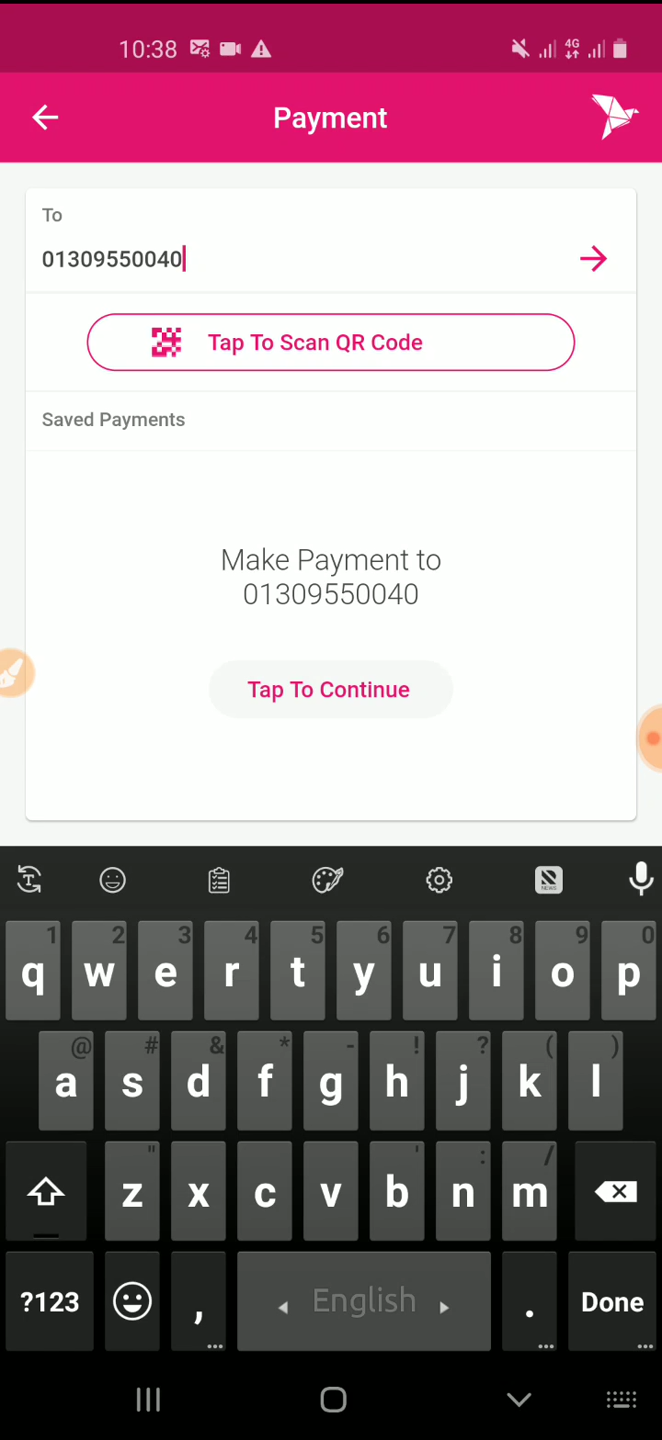 10:38
4G
Payment
To
01309550040
Tap To Scan QR Code
Saved Payments
Make Payment to
01309550040
Tap To Continue
T
NEWS
1 2 3 4 5 6 7 8 9 0
q w e r t y u i o p
@ # & * - ! ? ( )
a s d f g h j k l
" ' : /
z x c v b n m
?123 , English . Done